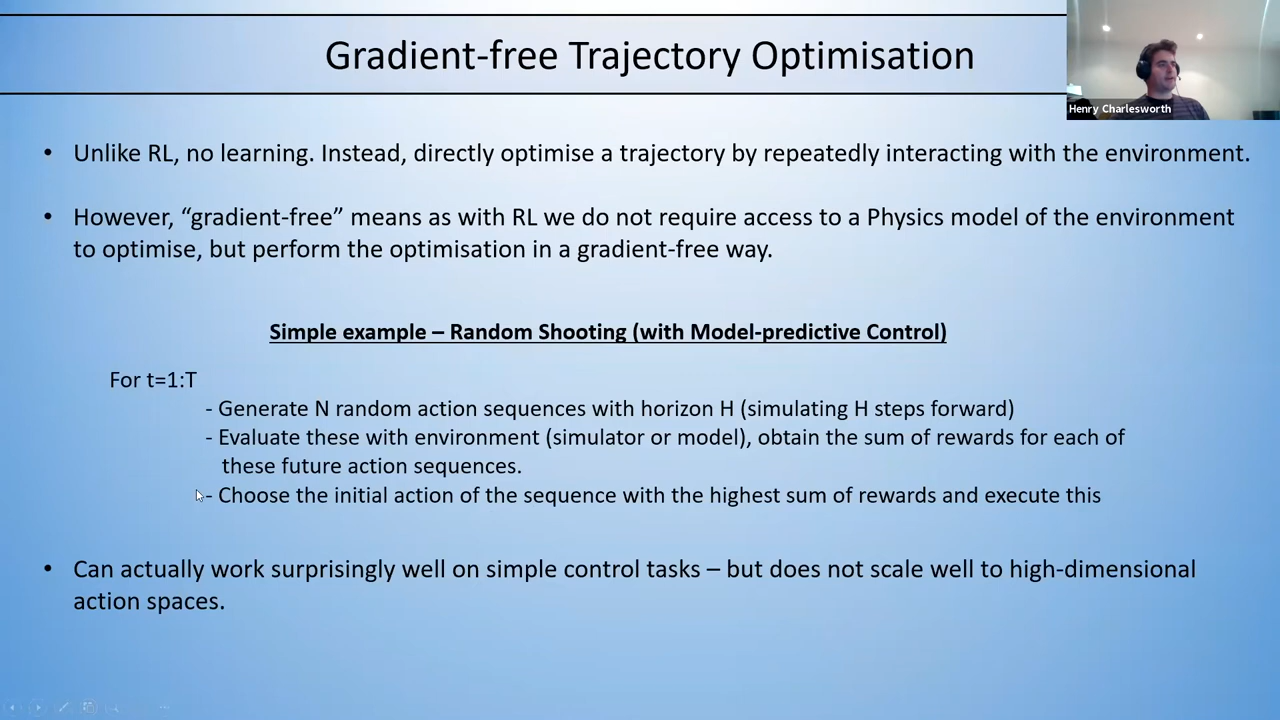 Gradient-free Trajectory Optimisation
Henry Charlesworth
• Unlike RL, no learning. Instead, directly optimise a trajectory by repeatedly interacting with the environment.
• However, “gradient-free” means as with RL we do not require access to a Physics model of the environment
to optimise, but perform the optimisation in a gradient-free way.
Simple example – Random Shooting (with Model-predictive Control)
For t=1:T
- Generate N random action sequences with horizon H (simulating H steps forward)
- Evaluate these with environment (simulator or model), obtain the sum of rewards for each of
these future action sequences.
- Choose the initial action of the sequence with the highest sum of rewards and execute this
• Can actually work surprisingly well on simple control tasks – but does not scale well to high-dimensional
action spaces.